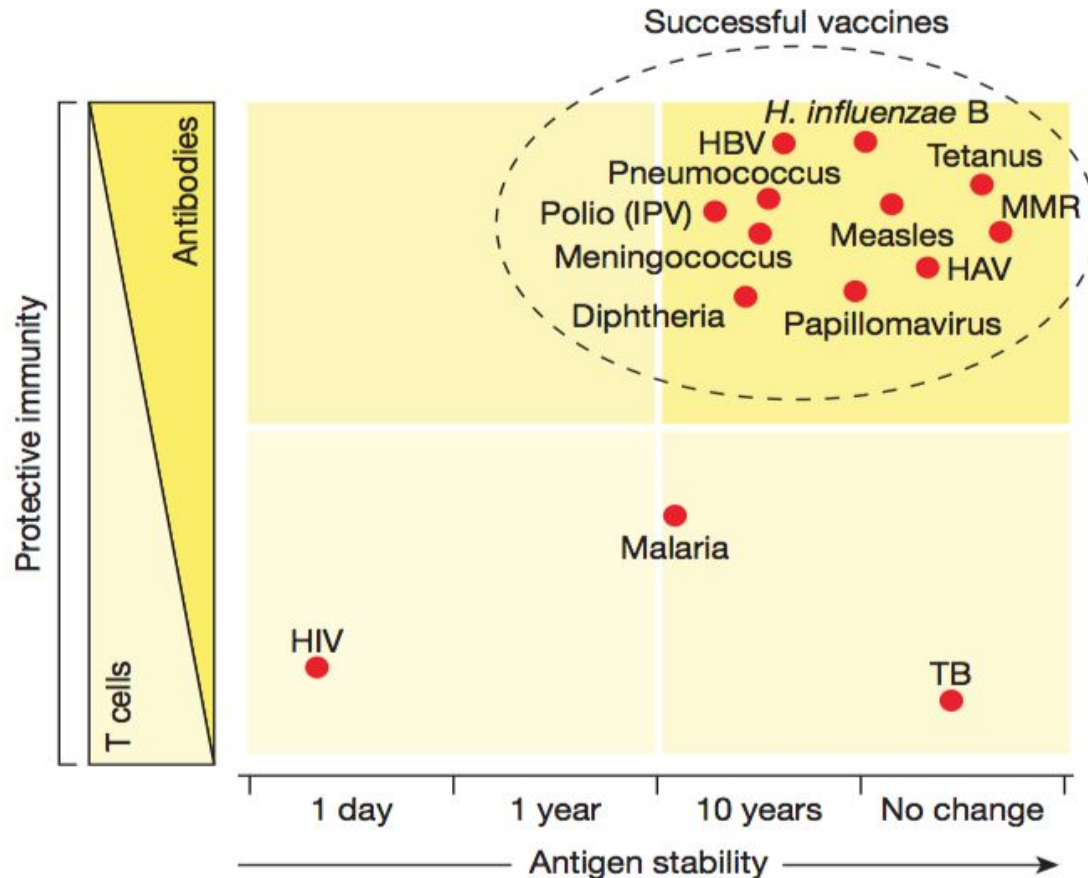 Successful vaccines
H. influenzae B
HBV
Tetanus
Pneumococcus
Polio (IPV)
MMR
Measles
Meningococcus
HAV
Diphtheria
Papillomavirus
Protective immunity
Antibodies
T cells
Malaria
HIV
TB
1 day
1 year
10 years
No change
Antigen stability